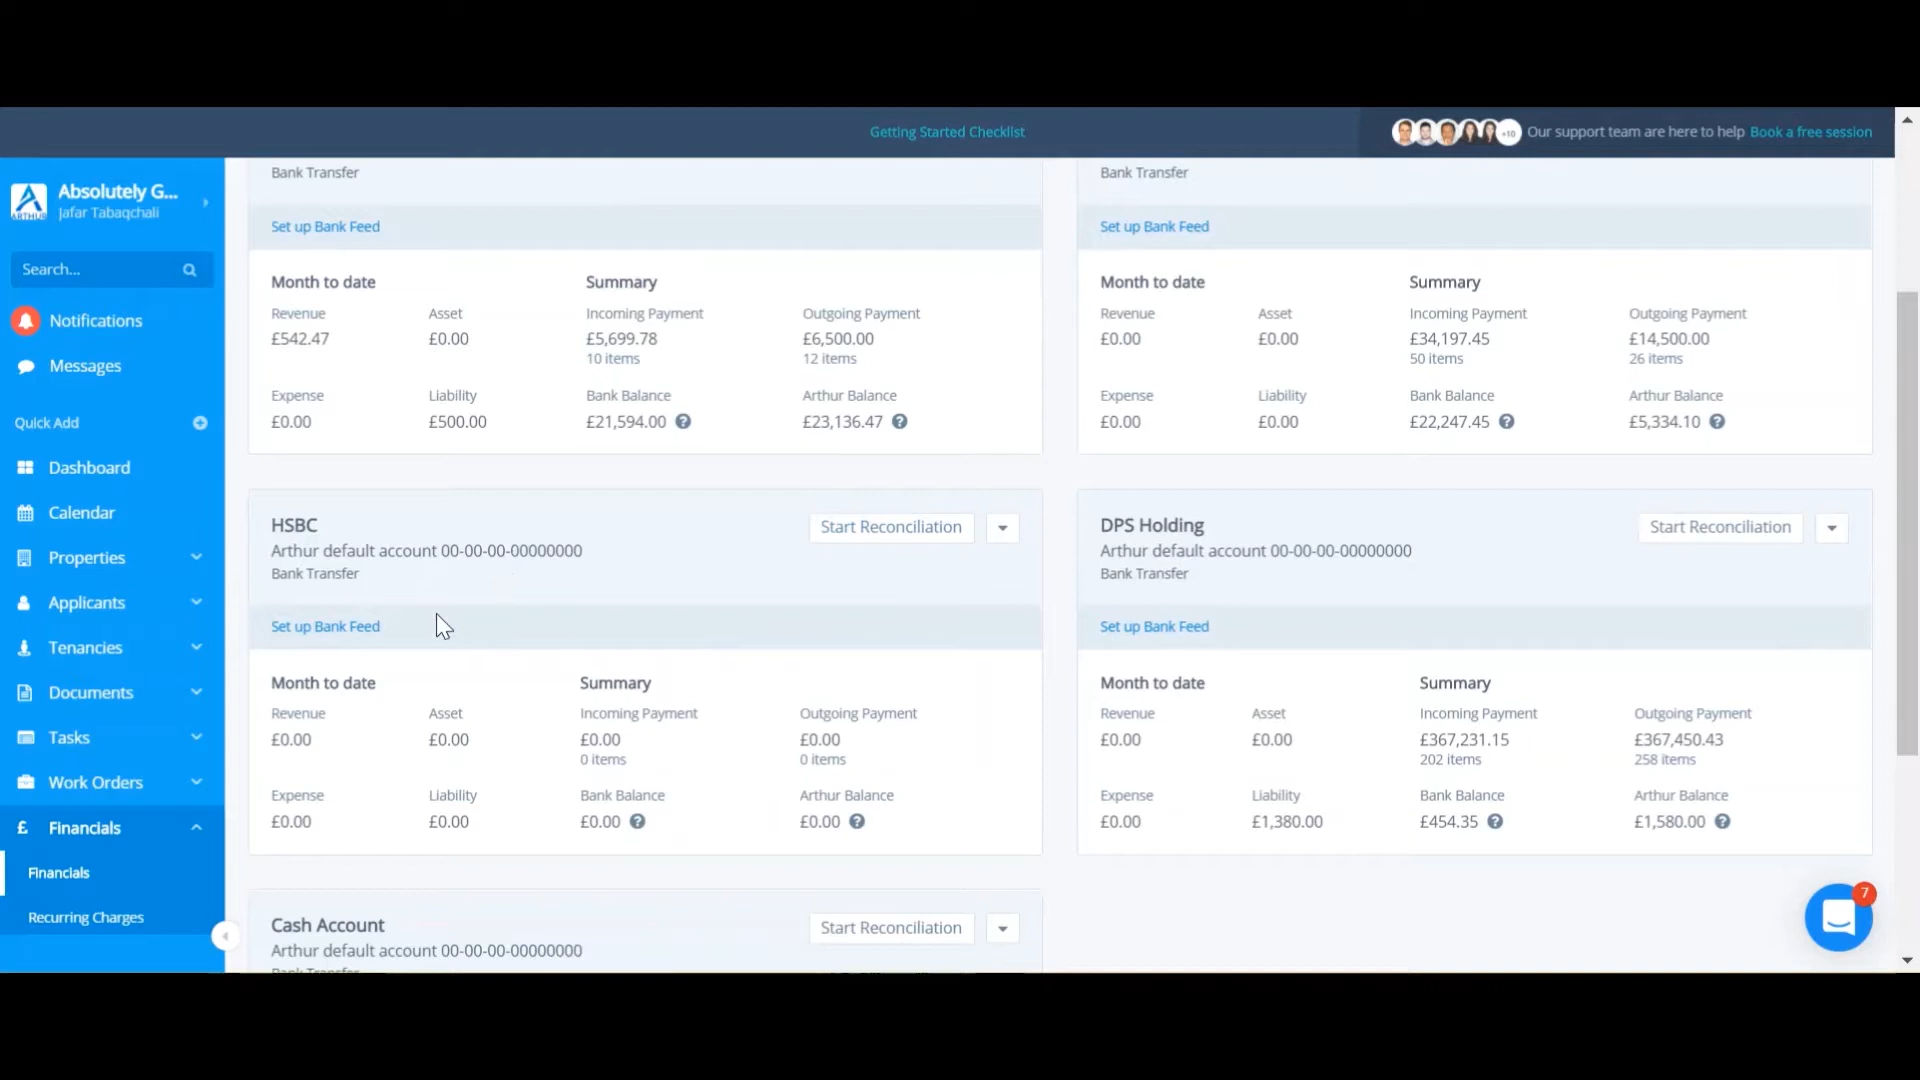 Getting Started Checklist
+10 Our support team are here to help Book a free session
Absolutely G...
Jafar Tabaqchali
ARTHUR
Search...
Notifications
Messages
Quick Add
Dashboard
Calendar
Properties
Applicants
Tenancies
Documents
Tasks
Work Orders
£ Financials
Financials
Recurring Charges
Bank Transfer
Set up Bank Feed
Month to date Summary
Revenue Asset Incoming Payment Outgoing Payment
£542.47 £0.00 £5,699.78 £6,500.00
10 items 12 items
Expense Liability Bank Balance Arthur Balance
£0.00 £500.00 £21,594.00 ? £23,136.47 ?
Bank Transfer
Set up Bank Feed
Month to date Summary
Revenue Asset Incoming Payment Outgoing Payment
£0.00 £0.00 £34,197.45 £14,500.00
50 items 26 items
Expense Liability Bank Balance Arthur Balance
£0.00 £0.00 £22,247.45 ? £5,334.10 ?
HSBC Start Reconciliation
Arthur default account 00-00-00-00000000
Bank Transfer
Set up Bank Feed
Month to date Summary
Revenue Asset Incoming Payment Outgoing Payment
£0.00 £0.00 £0.00 £0.00
0 items 0 items
Expense Liability Bank Balance Arthur Balance
£0.00 £0.00 £0.00 ? £0.00 ?
DPS Holding Start Reconciliation
Arthur default account 00-00-00-00000000
Bank Transfer
Set up Bank Feed
Month to date Summary
Revenue Asset Incoming Payment Outgoing Payment
£0.00 £0.00 £367,231.15 £367,450.43
202 items 258 items
Expense Liability Bank Balance Arthur Balance
£0.00 £1,380.00 £454.35 ? £1,580.00 ?
Cash Account Start Reconciliation
Arthur default account 00-00-00-00000000
Bank Transfer
7